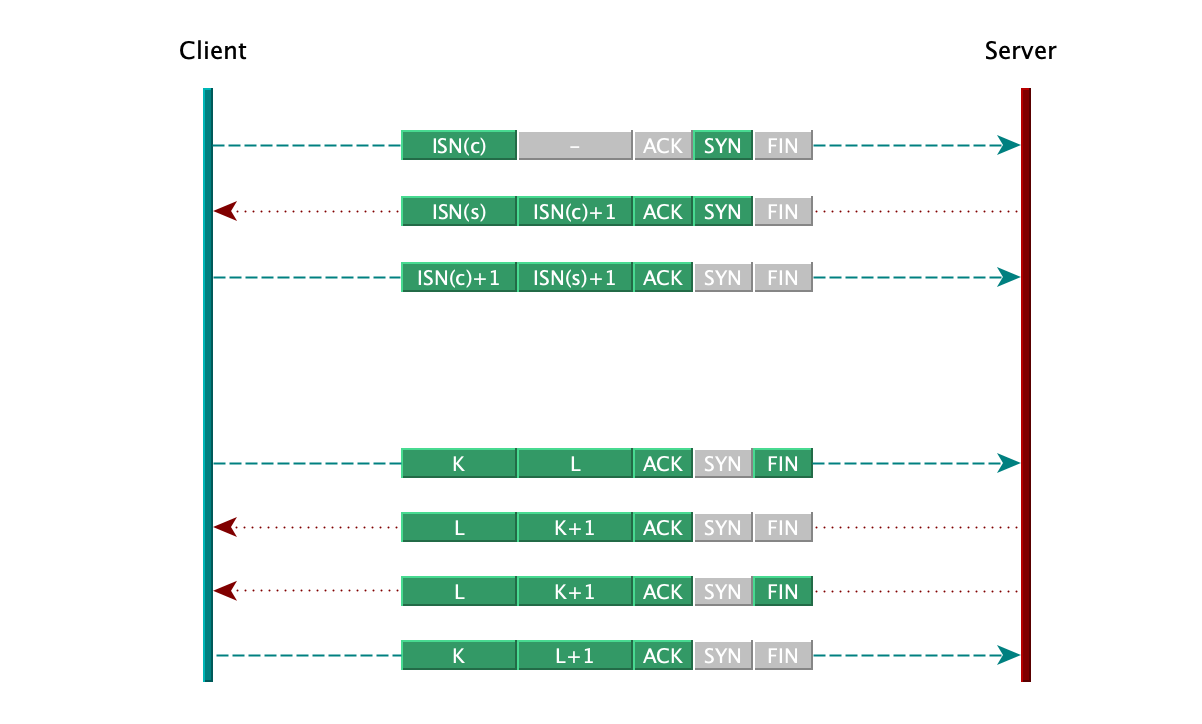 Client Server
ISN(c) – ACK SYN FIN
ISN(s) ISN(c)+1 ACK SYN FIN
ISN(c)+1 ISN(s)+1 ACK SYN FIN
K L ACK SYN FIN
L K+1 ACK SYN FIN
L K+1 ACK SYN FIN
K L+1 ACK SYN FIN